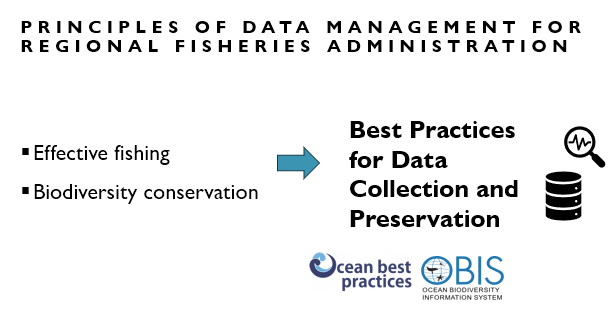 PRINCIPLES OF DATA MANAGEMENT FOR
REGIONAL FISHERIES ADMINISTRATION
▪ Effective fishing
▪ Biodiversity conservation
Best Practices
for Data
Collection and
Preservation
Ocean best
practices
OBIS
OCEAN BIODIVERSITY
INFORMATION SYSTEM